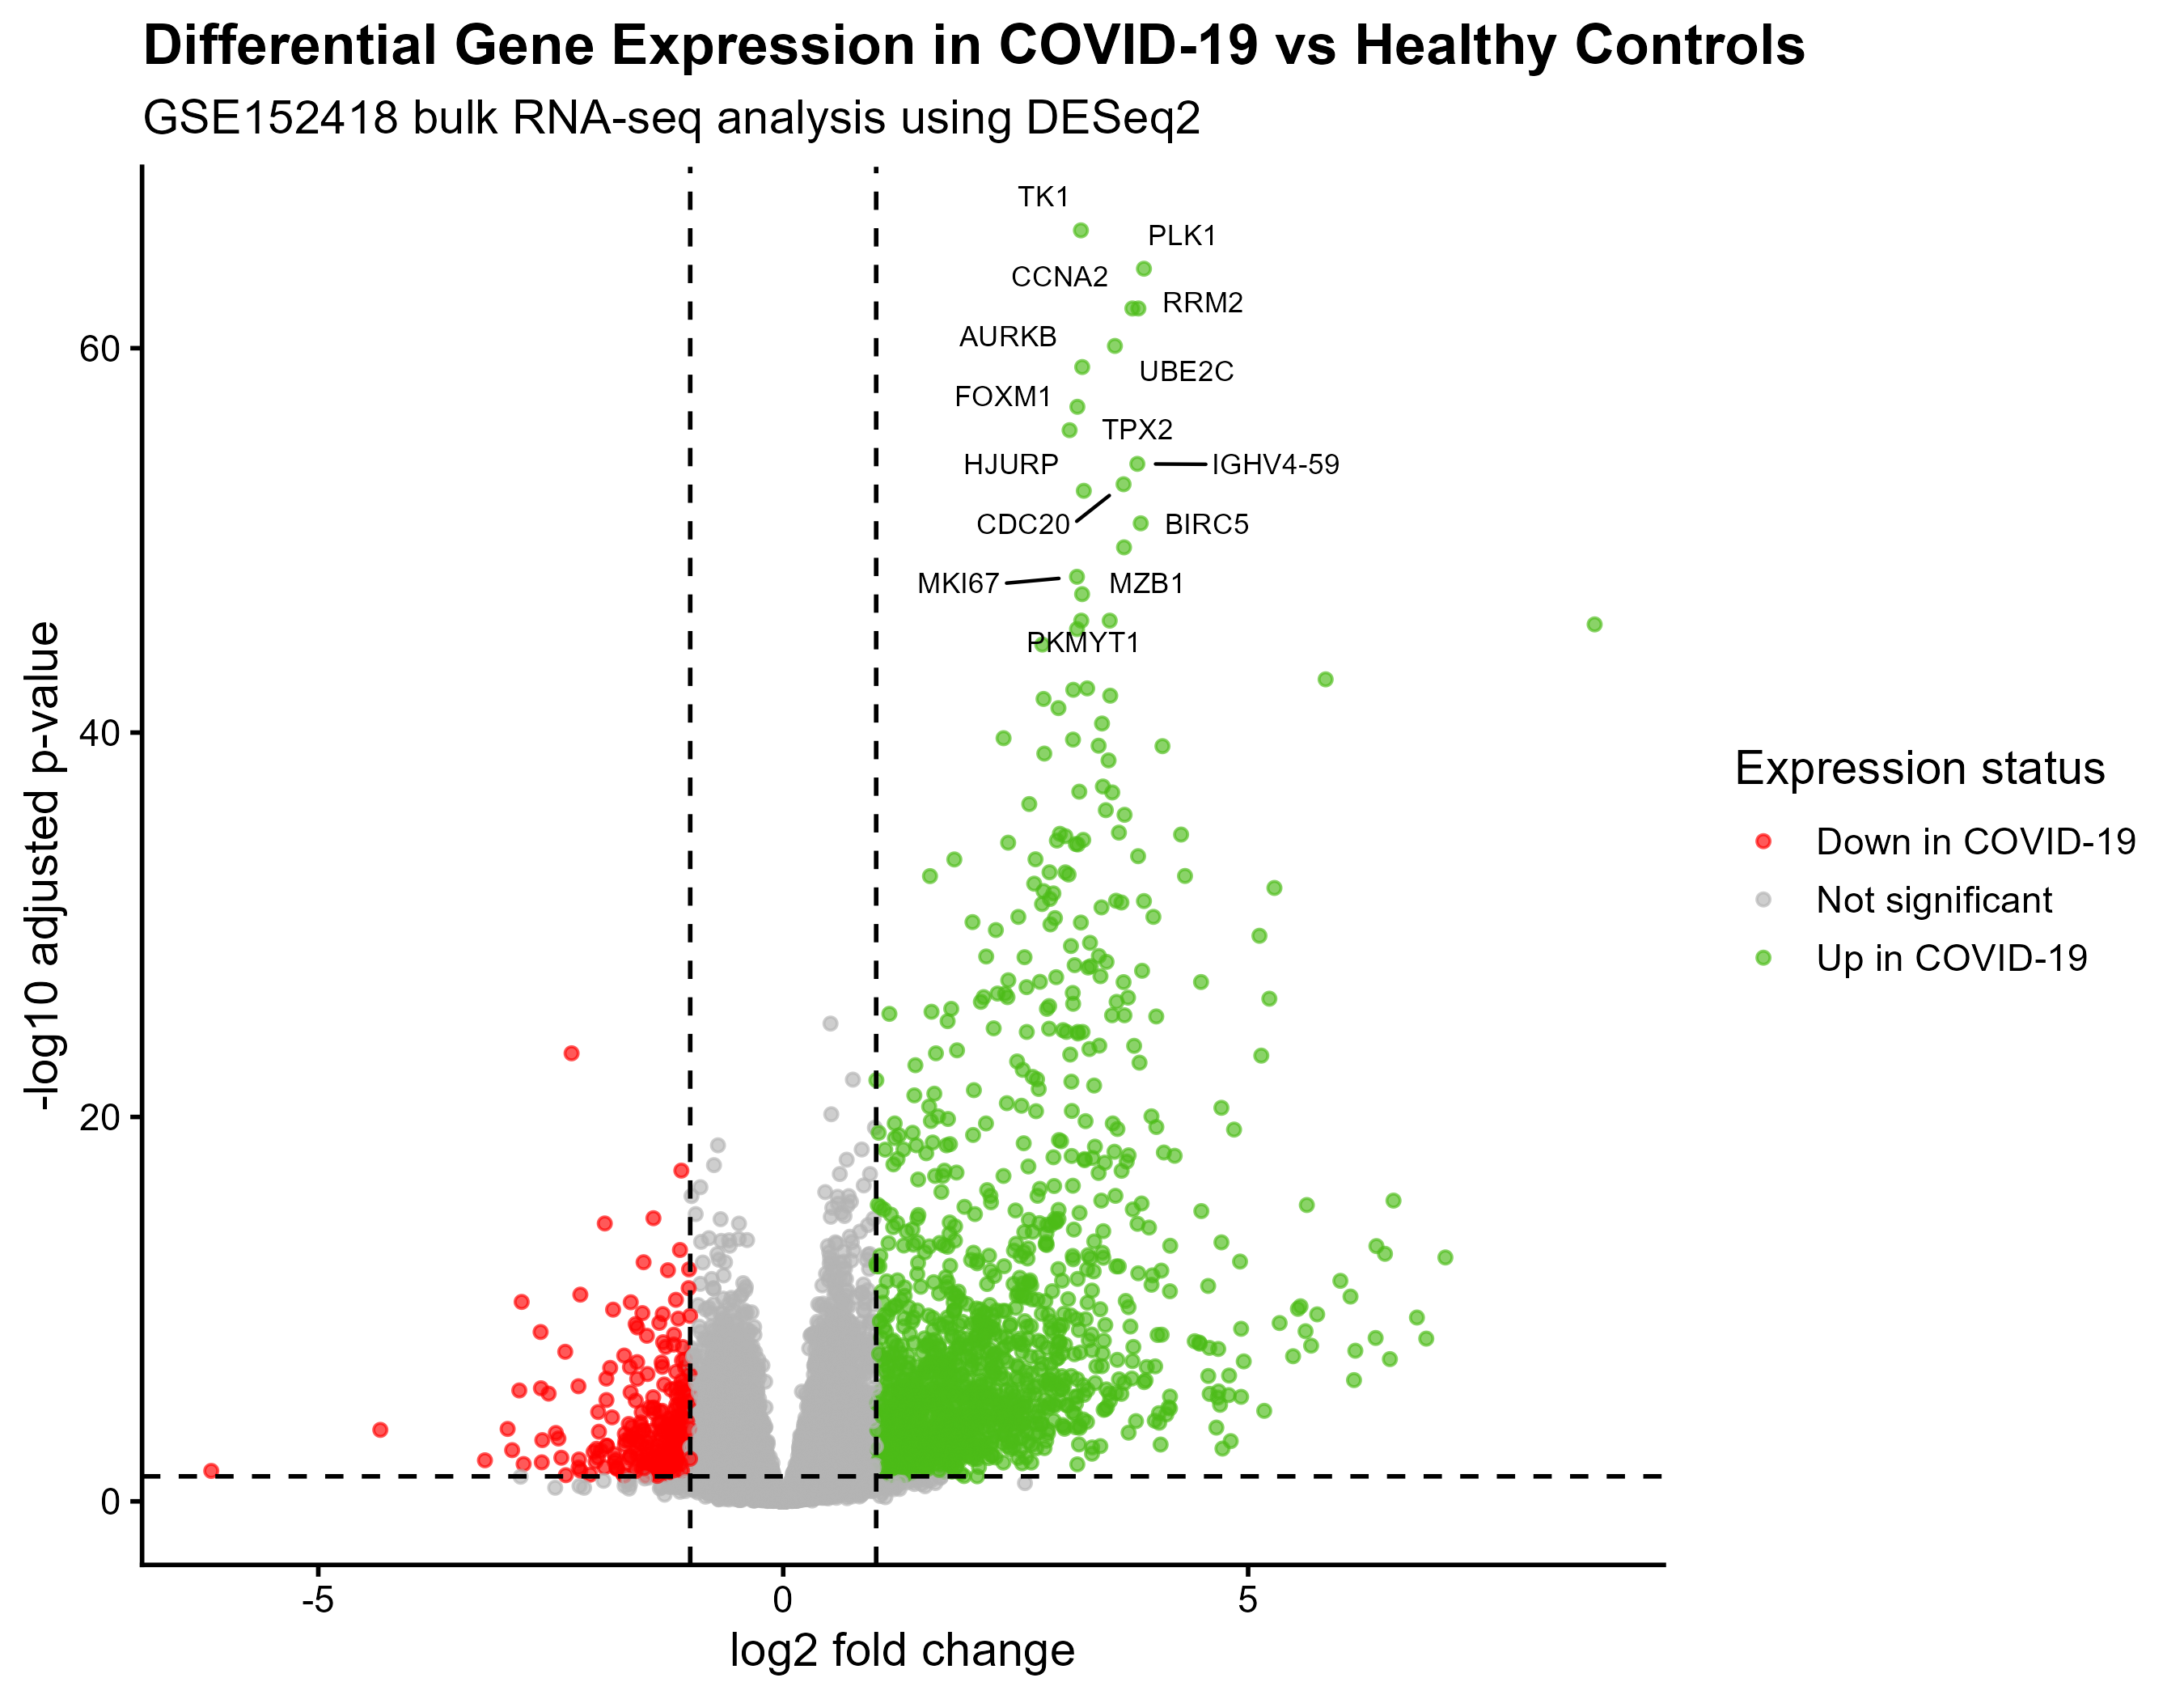 Differential Gene Expression in COVID-19 vs Healthy Controls
GSE152418 bulk RNA-seq analysis using DESeq2
TK1
PLK1
CCNA2
RRM2
AURKB
UBE2C
FOXM1
TPX2
HJURP
IGHV4-59
CDC20
BIRC5
MKI67
MZB1
PKMYT1
60
40
20
0
-log10 adjusted p-value
-5
0
5
log2 fold change
Expression status
Down in COVID-19
Not significant
Up in COVID-19